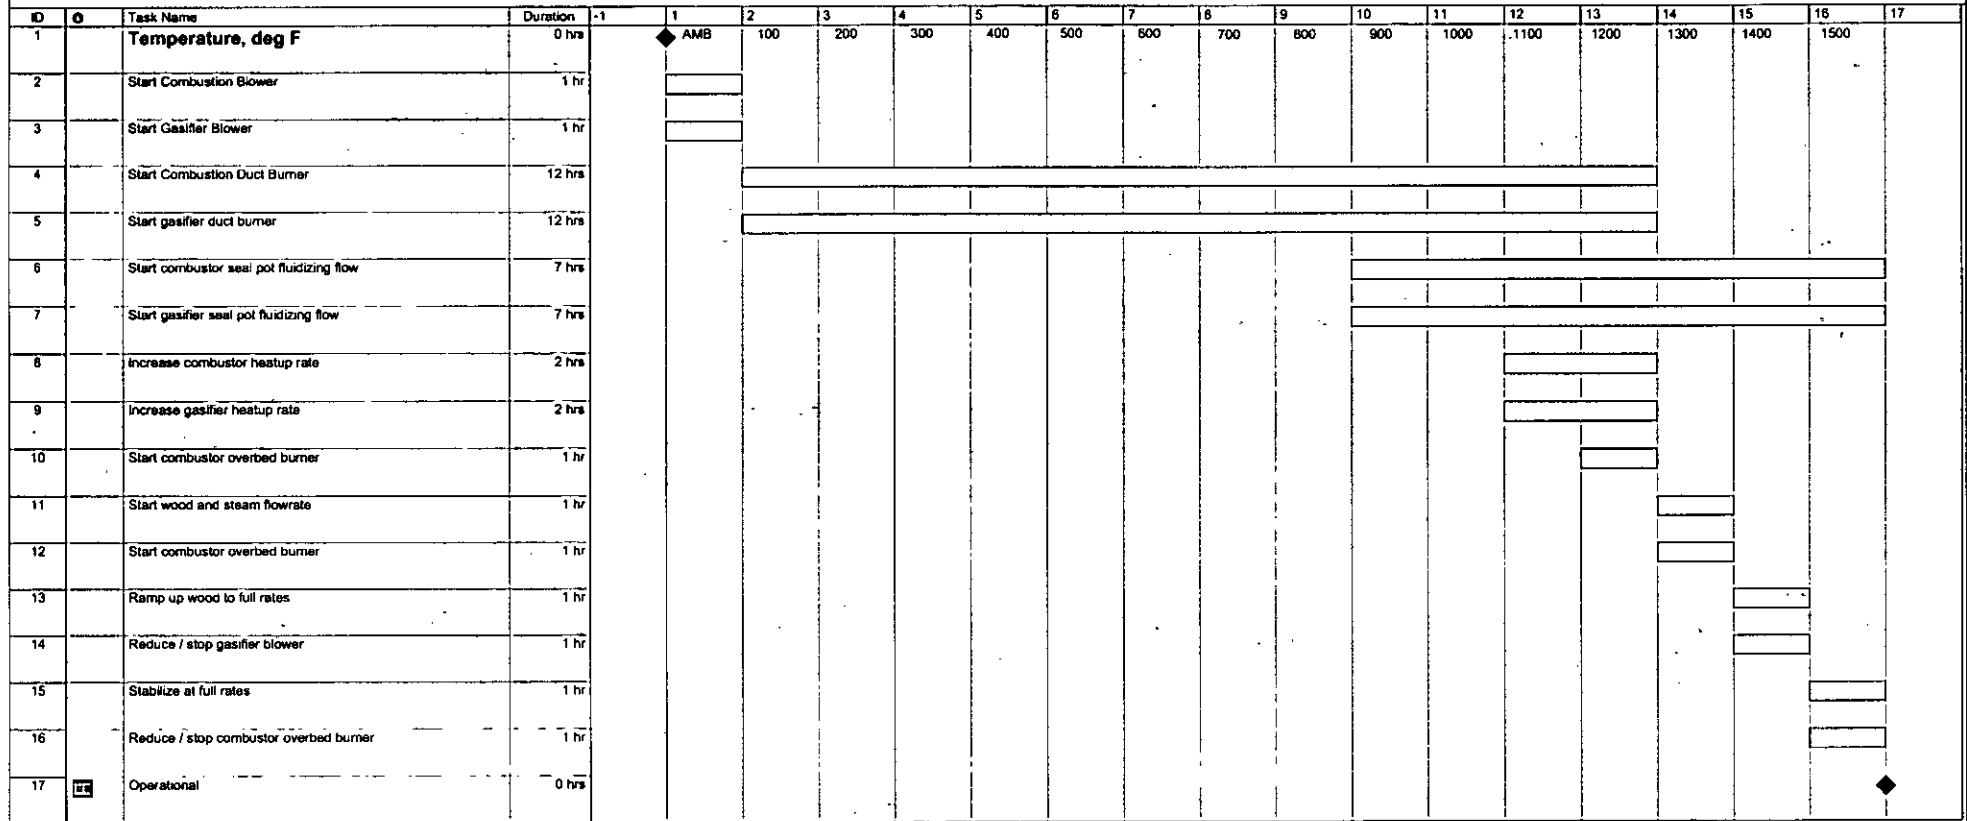 ID Task Name Duration -1 1 2 3 4 5 6 7 8 9 10 11 12 13 14 15 16 17
1 Temperature, deg F 0 hrs AMB 100 200 300 400 500 600 700 800 900 1000 1100 1200 1300 1400 1500
2 Start Combustion Blower 1 hr
3 Start Gasifier Blower 1 hr
4 Start Combustion Duct Burner 12 hrs
5 Start gasifier duct burner 12 hrs
6 Start combustor seal pot fluidizing flow 7 hrs
7 Start gasifier seal pot fluidizing flow 7 hrs
8 Increase combustor heatup rate 2 hrs
9 Increase gasifier heatup rate 2 hrs
10 Start combustor overbed burner 1 hr
11 Start wood and steam flowrate 1 hr
12 Start combustor overbed burner 1 hr
13 Ramp up wood to full rates 1 hr
14 Reduce / stop gasifier blower 1 hr
15 Stabilize at full rates 1 hr
16 Reduce / stop combustor overbed burner 1 hr
17 Operational 0 hrs